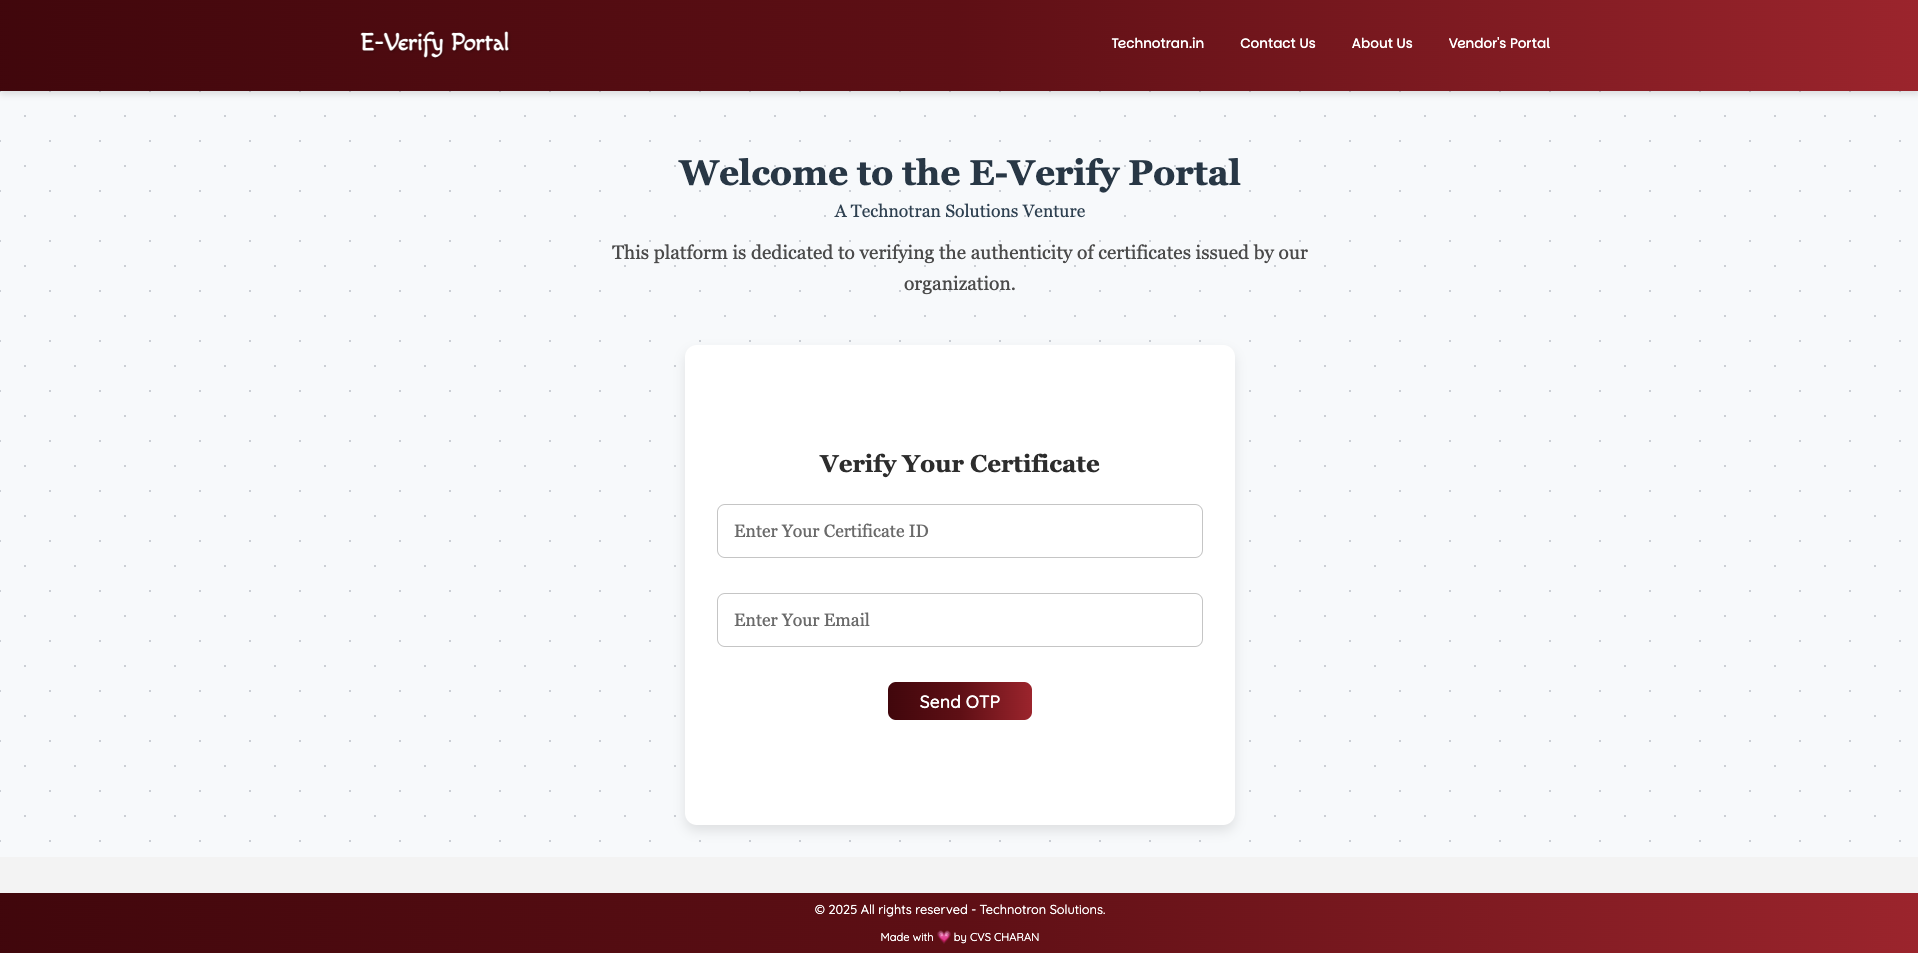 E-Verify Portal
Technotran.in
Contact Us
About Us
Vendor's Portal
Welcome to the E-Verify Portal
A Technotran Solutions Venture
This platform is dedicated to verifying the authenticity of certificates issued by our
organization.
Verify Your Certificate
Enter Your Certificate ID
Enter Your Email
Send OTP
© 2025 All rights reserved - Technotron Solutions.
Made with 💗 by CVS CHARAN